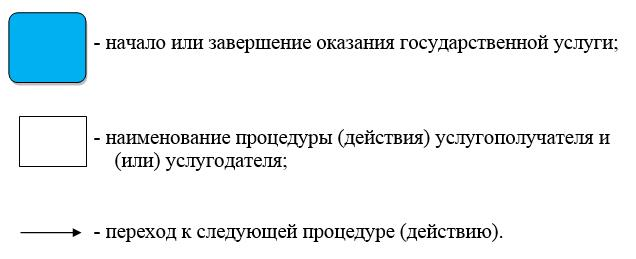 - начало или завершение оказания государственной услуги;
- наименование процедуры (действия) услугополучателя и
(или) услугодателя;
- переход к следующей процедуре (действию).